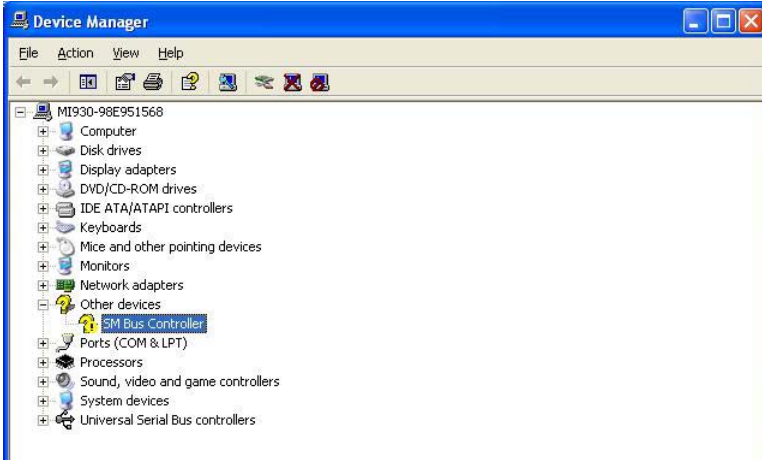 Device Manager
File Action View Help
MI930-98E951568
Computer
Disk drives
Display adapters
DVD/CD-ROM drives
IDE ATA/ATAPI controllers
Keyboards
Mice and other pointing devices
Monitors
Network adapters
Other devices
SM Bus Controller
Ports (COM & LPT)
Processors
Sound, video and game controllers
System devices
Universal Serial Bus controllers